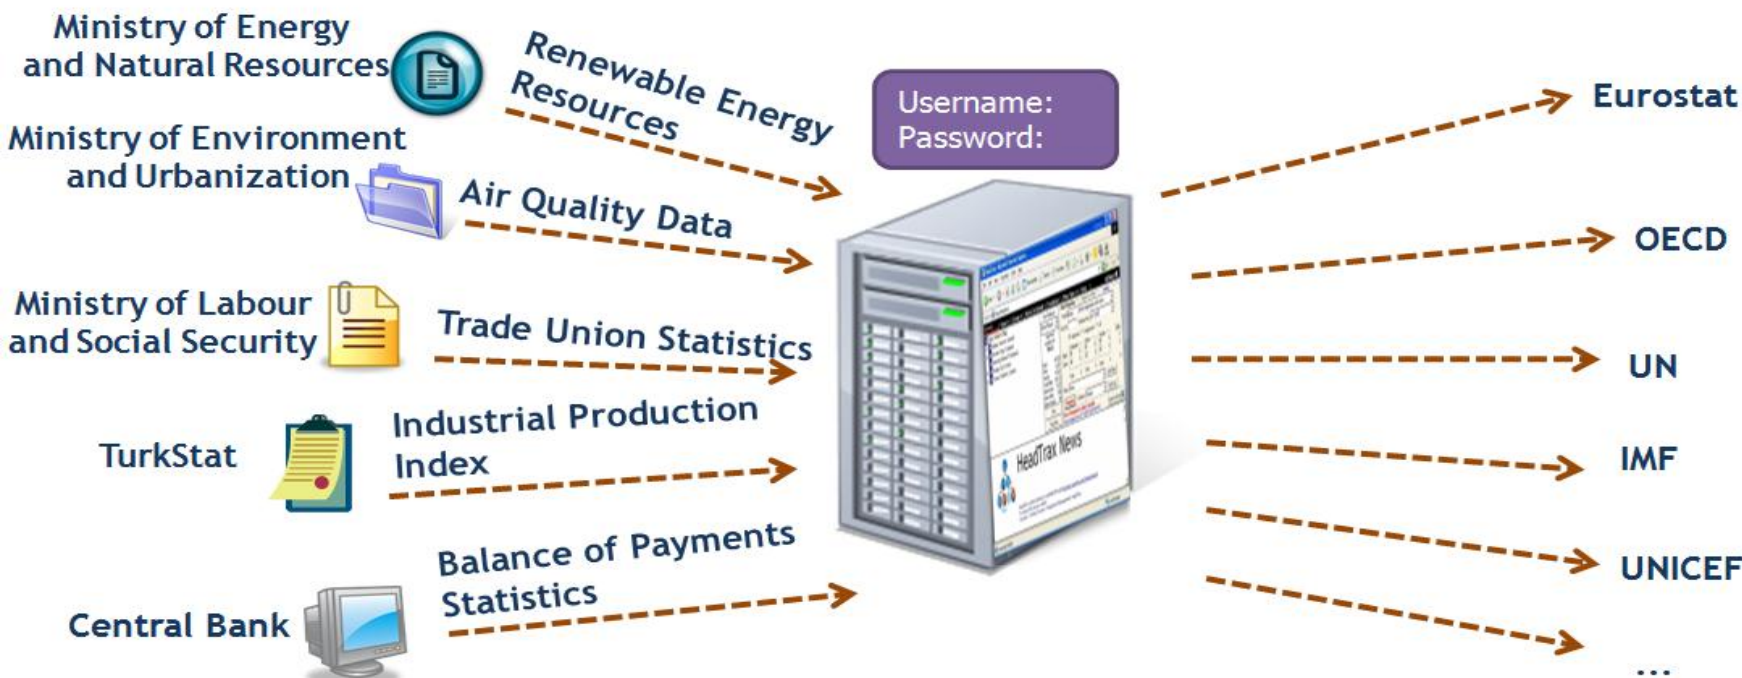 Ministry of Energy
and Natural Resources
Renewable Energy
Resources
Ministry of Environment
and Urbanization
Air Quality Data
Ministry of Labour
and Social Security
Trade Union Statistics
TurkStat
Industrial Production
Index
Central Bank
Balance of Payments
Statistics
Username:
Password:
HeadTrax News
Eurostat
OECD
UN
IMF
UNICEF
...